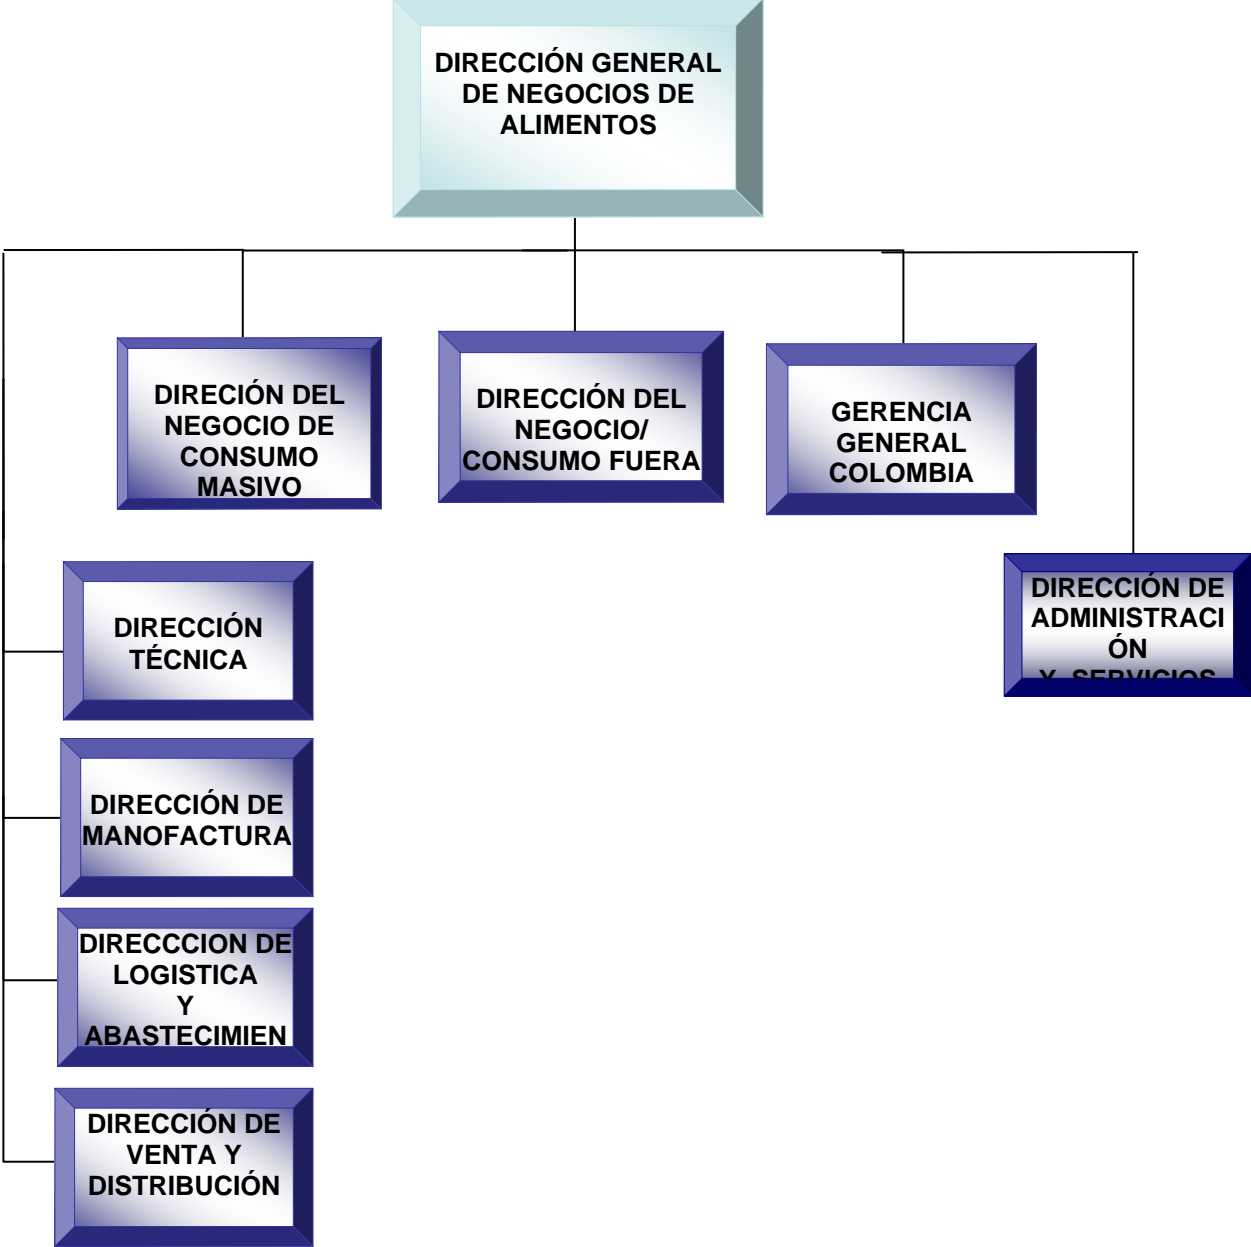 DIRECCIÓN GENERAL
DE NEGOCIOS DE
ALIMENTOS
DIRECIÓN DEL
NEGOCIO DE
CONSUMO
MASIVO
DIRECCIÓN DEL
NEGOCIO/
CONSUMO FUERA
GERENCIA
GENERAL
COLOMBIA
DIRECCIÓN DE
ADMINISTRACI
ÓN
Y SERVICIOS
DIRECCIÓN
TÉCNICA
DIRECCIÓN DE
MANOFACTURA
DIRECCCION DE
LOGISTICA
Y
ABASTECIMIEN
DIRECCIÓN DE
VENTA Y
DISTRIBUCIÓN